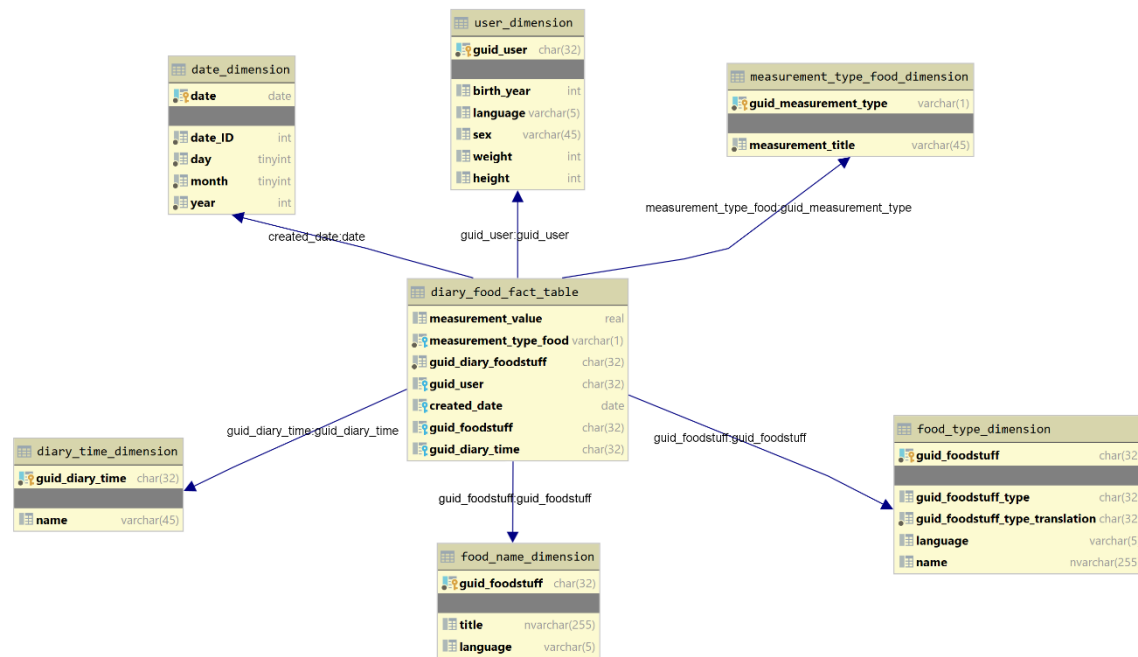 user_dimension
guid_user char(32)
birth_year int
language varchar(5)
sex varchar(45)
weight int
height int
date_dimension
date date
date_ID int
day tinyint
month tinyint
year int
measurement_type_food_dimension
guid_measurement_type varchar(1)
measurement_title varchar(45)
created_date:date
guid_user:guid_user
measurement_type_food:guid_measurement_type
diary_food_fact_table
measurement_value real
measurement_type_food varchar(1)
guid_diary_foodstuff char(32)
guid_user char(32)
created_date date
guid_foodstuff char(32)
guid_diary_time char(32)
guid_diary_time:guid_diary_time
guid_foodstuff:guid_foodstuff
guid_foodstuff:guid_foodstuff
diary_time_dimension
guid_diary_time char(32)
name varchar(45)
food_type_dimension
guid_foodstuff char(32
guid_foodstuff_type char(32
guid_foodstuff_type_translation char(32
language varchar(5
name nvarchar(255
food_name_dimension
guid_foodstuff char(32)
title nvarchar(255)
language varchar(5)